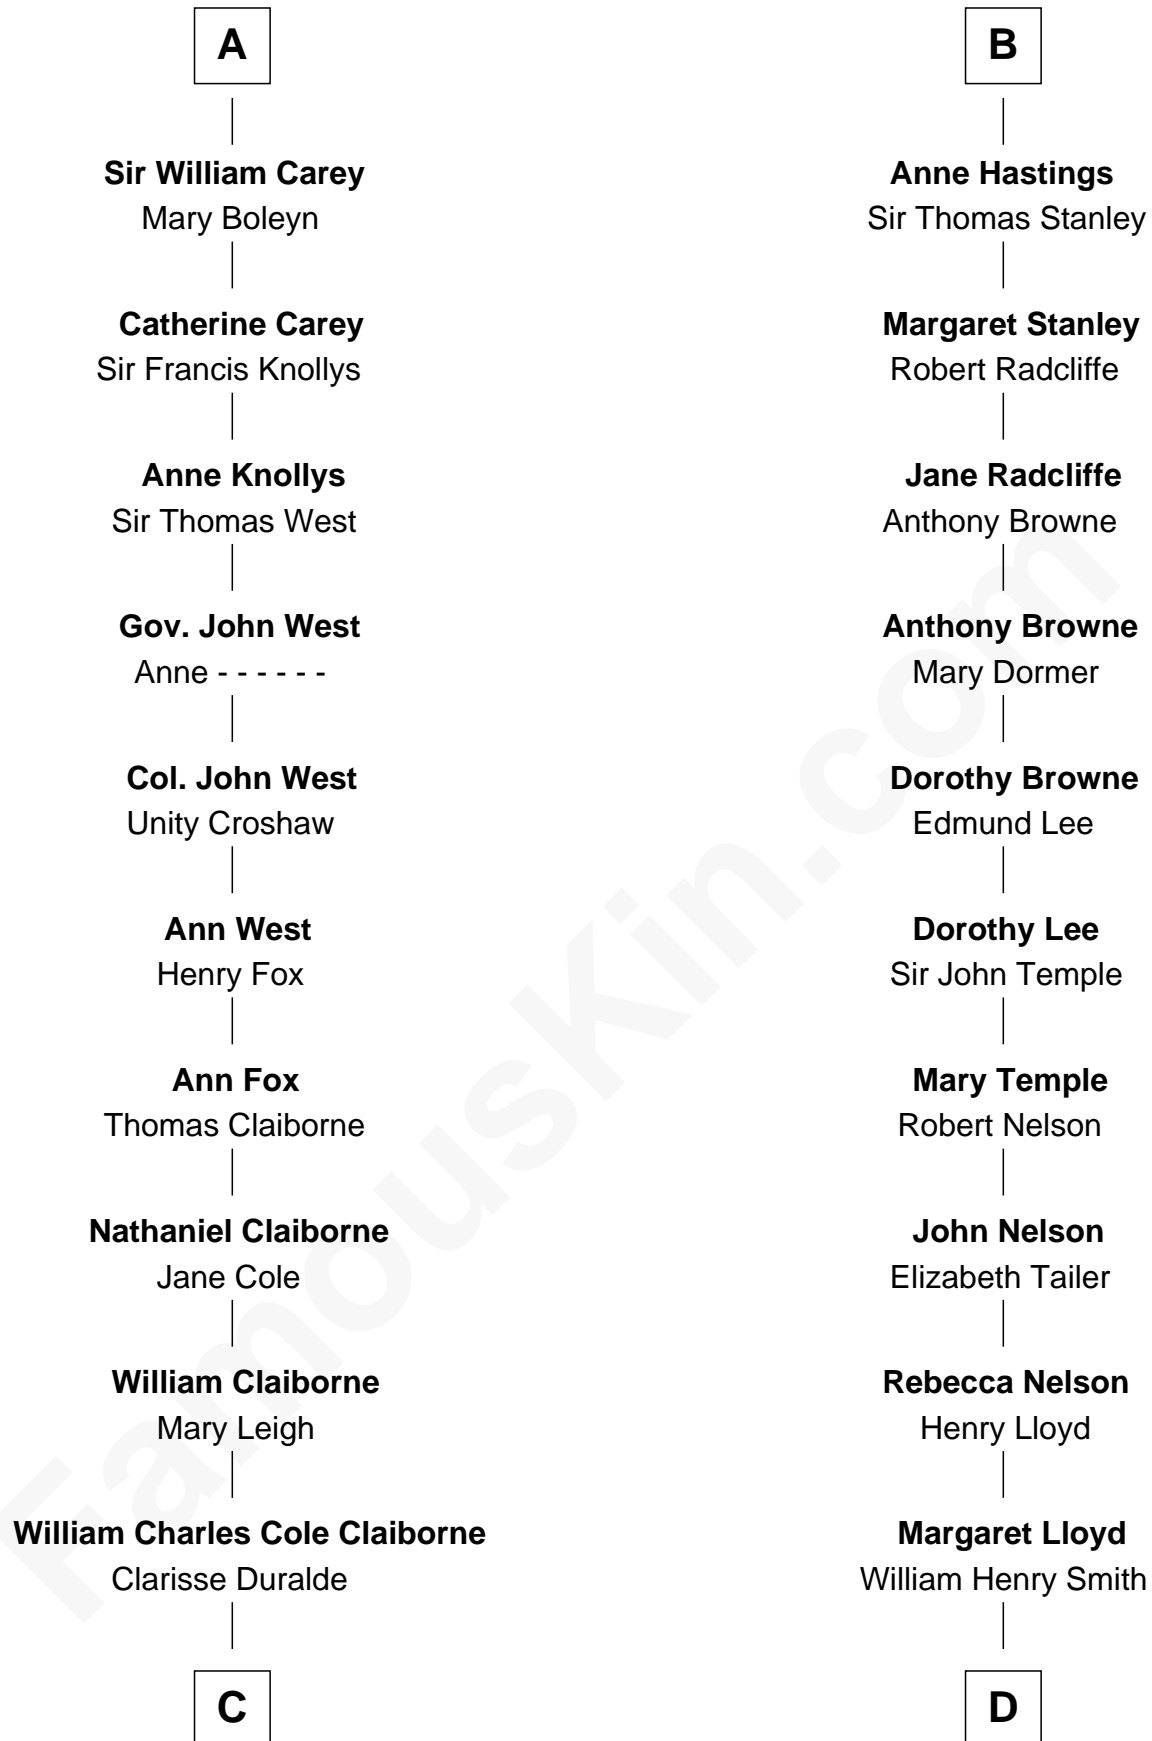 A
Sir William Carey
Mary Boleyn
Catherine Carey
Sir Francis Knollys
Anne Knollys
Sir Thomas West
Gov. John West
Anne - - - - - -
Col. John West
Unity Croshaw
Ann West
Henry Fox
Ann Fox
Thomas Claiborne
Nathaniel Claiborne
Jane Cole
William Claiborne
Mary Leigh
William Charles Cole Claiborne
Clarisse Duralde
C
B
Anne Hastings
Sir Thomas Stanley
Margaret Stanley
Robert Radcliffe
Jane Radcliffe
Anthony Browne
Anthony Browne
Mary Dormer
Dorothy Browne
Edmund Lee
Dorothy Lee
Sir John Temple
Mary Temple
Robert Nelson
John Nelson
Elizabeth Tailer
Rebecca Nelson
Henry Lloyd
Margaret Lloyd
William Henry Smith
D
FamousKin.com